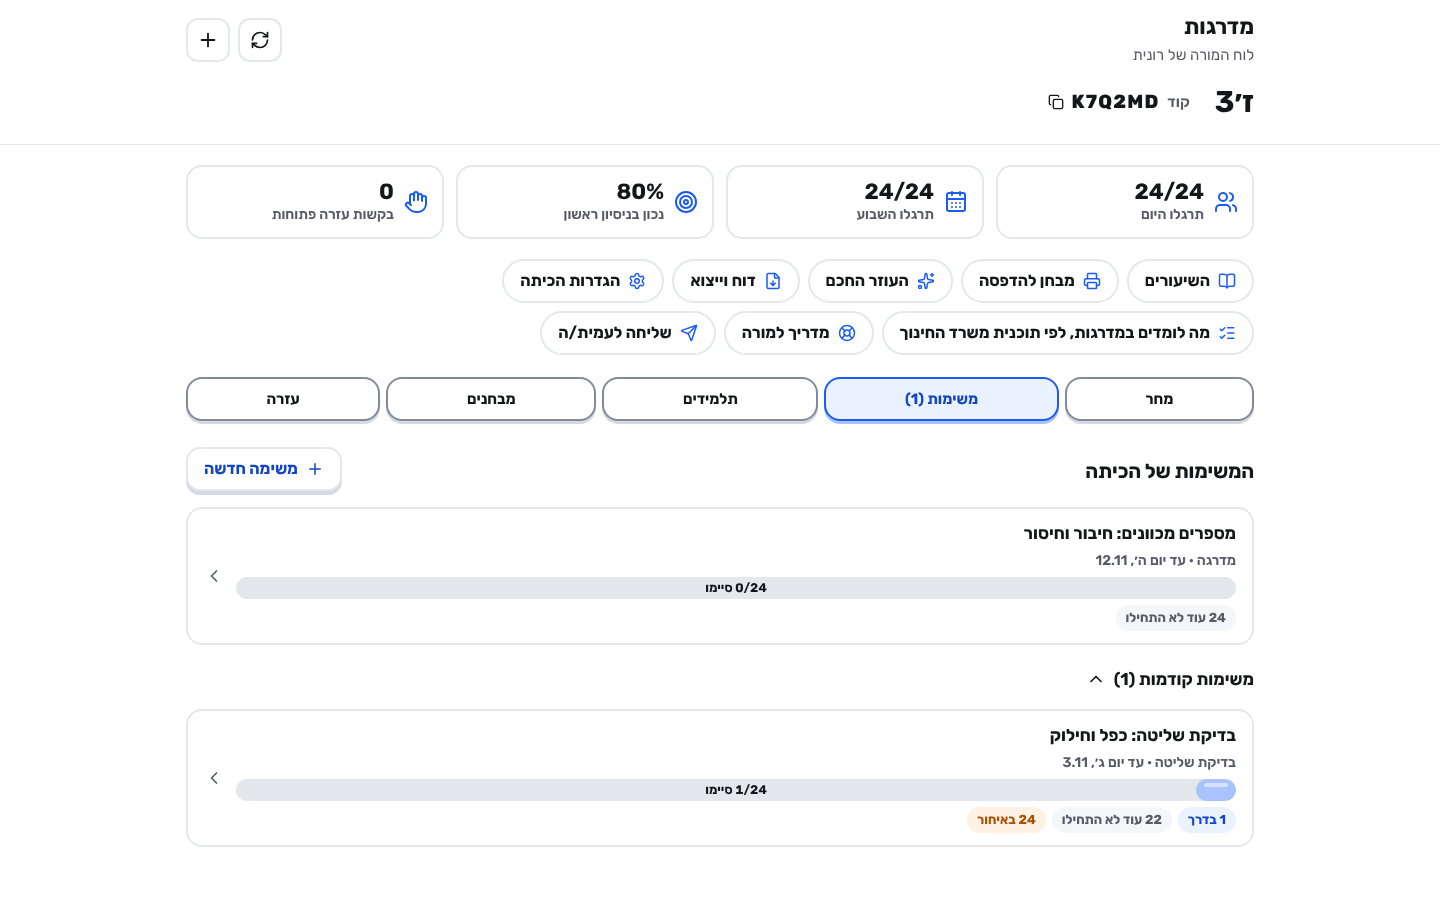 מדרגות
לוח המורה של רונית
ז׳3 קוד K7Q2MD
24/24
תרגלו היום
24/24
תרגלו השבוע
80%
נכון בניסיון ראשון
0
בקשות עזרה פתוחות
השיעורים
מבחן להדפסה
העוזר החכם
דוח וייצוא
הגדרות הכיתה
מה לומדים במדרגות, לפי תוכנית משרד החינוך
מדריך למורה
שליחה לעמית/ה
מחר
משימות (1)
תלמידים
מבחנים
עזרה
המשימות של הכיתה
משימה חדשה
מספרים מכוונים: חיבור וחיסור
מדרגה • עד יום ה׳, 12.11
0/24 סיימו
24 עוד לא התחילו
משימות קודמות (1)
בדיקת שליטה: כפל וחילוק
בדיקת שליטה • עד יום ג׳, 3.11
1/24 סיימו
1 בדרך
22 עוד לא התחילו
24 באיחור